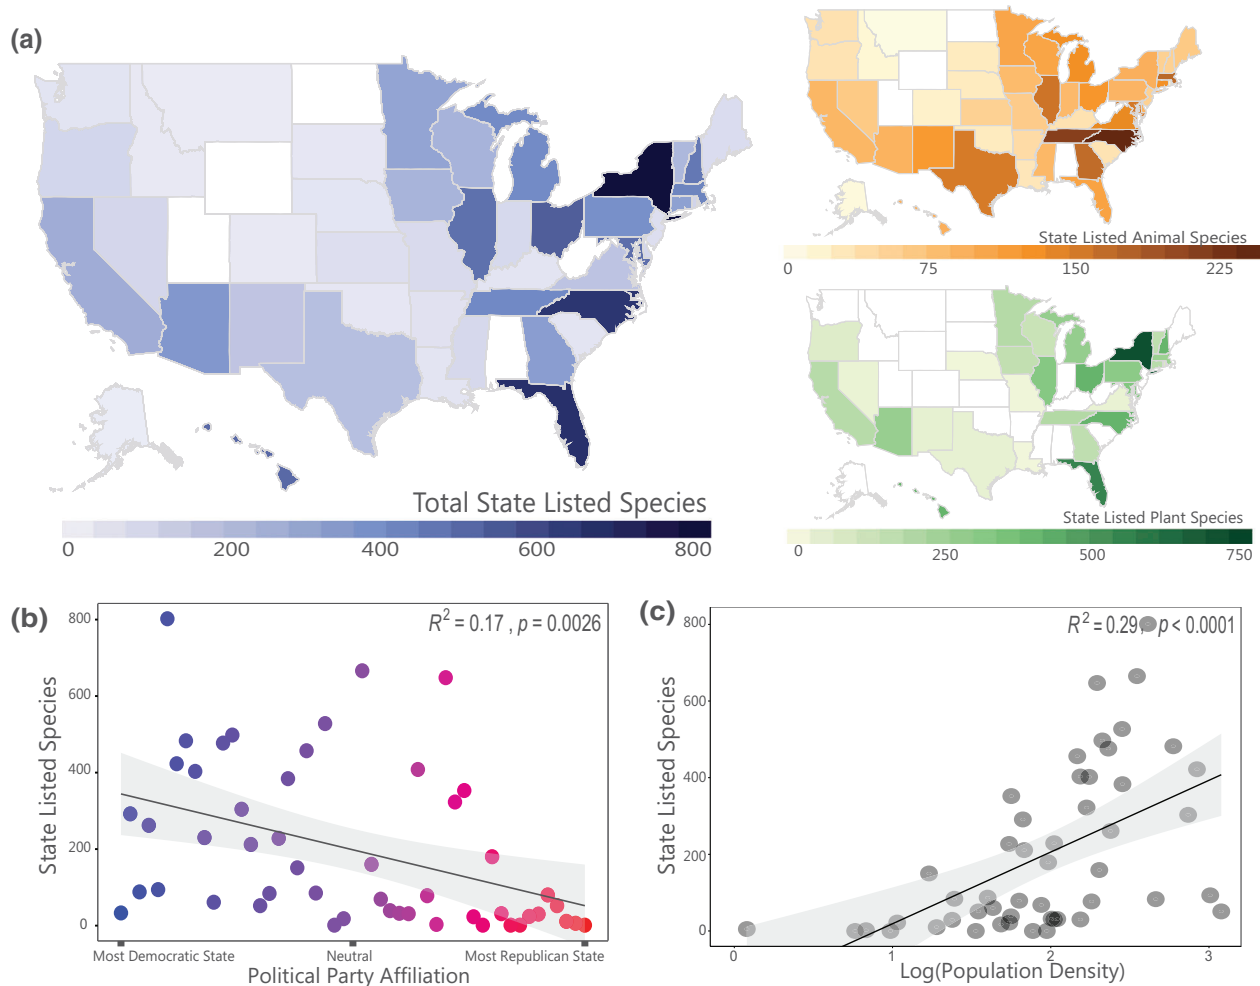 (a)
Total State Listed Species
0 200 400 600 800
State Listed Animal Species
0 75 150 225
State Listed Plant Species
0 250 500 750
(b)
R² = 0.17 , p = 0.0026
State Listed Species
800
600
400
200
0
Most Democratic State Neutral Most Republican State
Political Party Affiliation
(c)
R² = 0.29, p < 0.0001
State Listed Species
800
600
400
200
0
0 1 2 3
Log(Population Density)